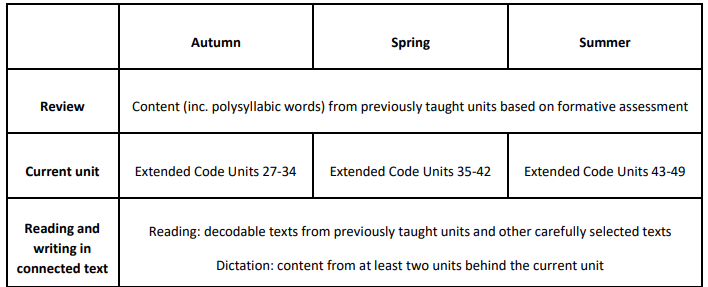 Autumn Spring Summer
Review Content (inc. polysyllabic words) from previously taught units based on formative assessment
Current unit Extended Code Units 27-34 Extended Code Units 35-42 Extended Code Units 43-49
Reading and
writing in
connected text
Reading: decodable texts from previously taught units and other carefully selected texts
Dictation: content from at least two units behind the current unit